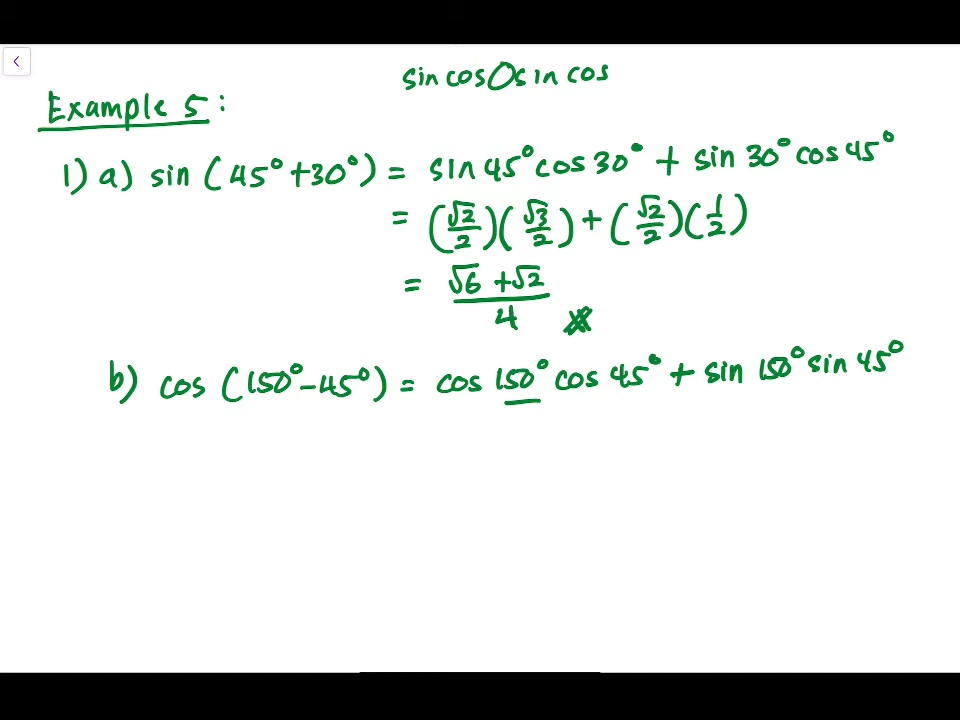 sin cos O sin cos
Example 5 :
1) a) sin (45° + 30°) = sin 45° cos 30° + sin 30° cos 45°
= (√2/2)(√3/2) + (√2/2)(1/2)
= √6 + √2 / 4
b) cos (150° - 45°) = cos 150° cos 45° + sin 150° sin 45°